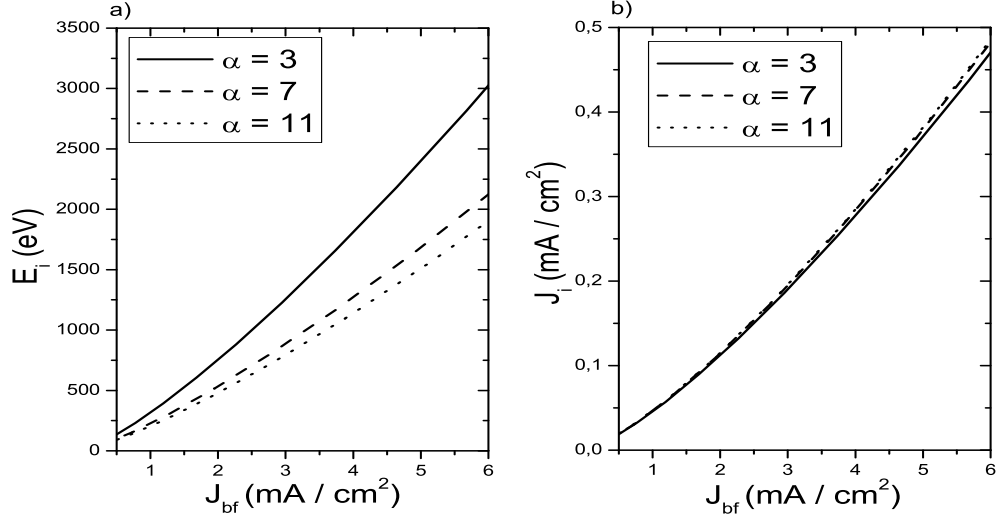 a)
3500
3000
2500
2000
1500
1000
500
0
E_i (eV)
α = 3
α = 7
α = 11
1 2 3 4 5 6
J_bf (mA / cm²)
b)
0,5
0,4
0,3
0,2
0,1
0,0
J_i (mA / cm²)
α = 3
α = 7
α = 11
1 2 3 4 5 6
J_bf (mA / cm²)